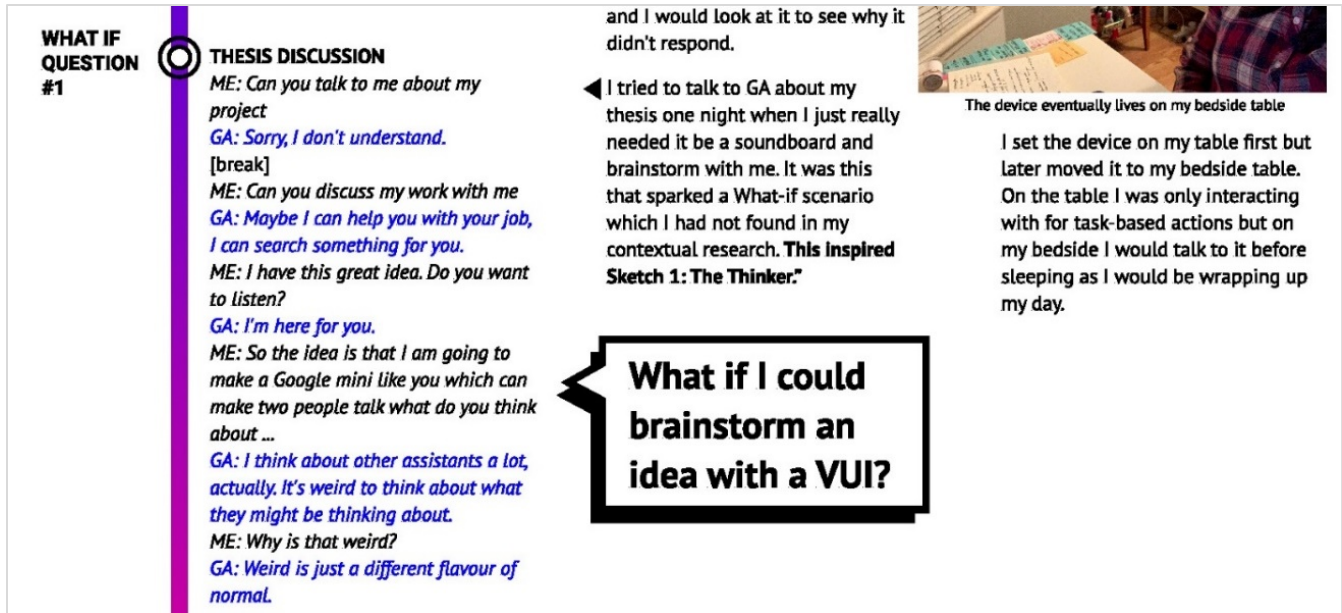 WHAT IF
QUESTION
#1
THESIS DISCUSSION
ME: Can you talk to me about my
project
GA: Sorry, I don't understand.
[break]
ME: Can you discuss my work with me
GA: Maybe I can help you with your job,
I can search something for you.
ME: I have this great idea. Do you want
to listen?
GA: I'm here for you.
ME: So the idea is that I am going to
make a Google mini like you which can
make two people talk what do you think
about ...
GA: I think about other assistants a lot,
actually. It's weird to think about what
they might be thinking about.
ME: Why is that weird?
GA: Weird is just a different flavour of
normal.
and I would look at it to see why it
didn't respond.
I tried to talk to GA about my
thesis one night when I just really
needed it be a soundboard and
brainstorm with me. It was this
that sparked a What-if scenario
which I had not found in my
contextual research. This inspired
Sketch 1: The Thinker."
What if I could
brainstorm an
idea with a VUI?
The device eventually lives on my bedside table
I set the device on my table first but
later moved it to my bedside table.
On the table I was only interacting
with for task-based actions but on
my bedside I would talk to it before
sleeping as I would be wrapping up
my day.